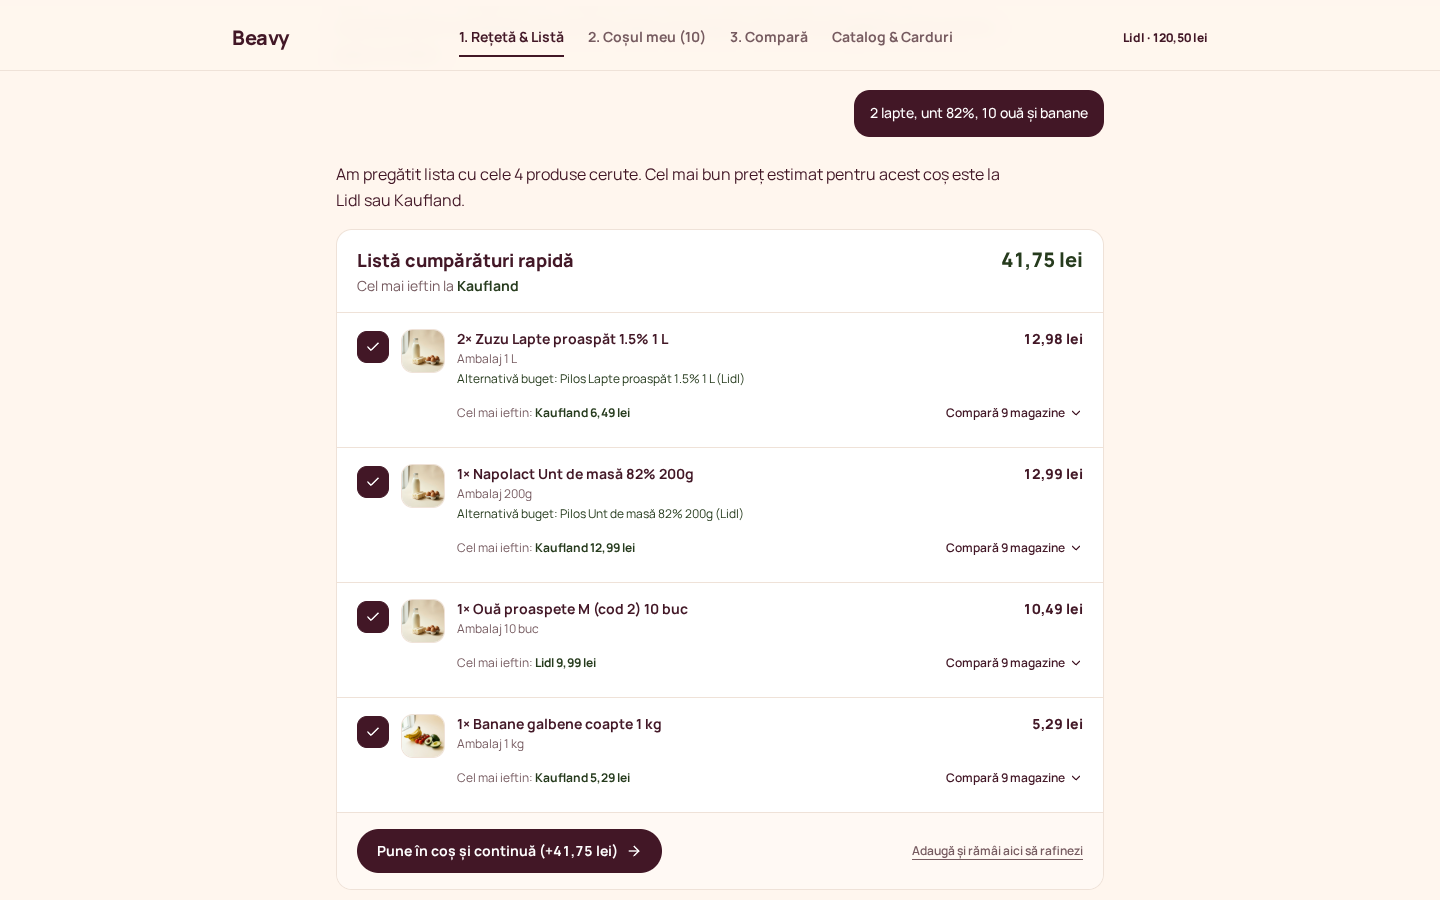 Beavy
1. Rețetă & Listă
2. Coșul meu (10)
3. Compară
Catalog & Carduri
Lidl · 120,50 lei
2 lapte, unt 82%, 10 ouă și banane
Am pregătit lista cu cele 4 produse cerute. Cel mai bun preț estimat pentru acest coș este la
Lidl sau Kaufland.
Listă cumpărături rapidă
41,75 lei
Cel mai ieftin la Kaufland
2× Zuzu Lapte proaspăt 1.5% 1 L
12,98 lei
Ambalaj 1 L
Alternativă buget: Pilos Lapte proaspăt 1.5% 1 L (Lidl)
Cel mai ieftin: Kaufland 6,49 lei
Compară 9 magazine
1× Napolact Unt de masă 82% 200g
12,99 lei
Ambalaj 200g
Alternativă buget: Pilos Unt de masă 82% 200g (Lidl)
Cel mai ieftin: Kaufland 12,99 lei
Compară 9 magazine
1× Ouă proaspete M (cod 2) 10 buc
10,49 lei
Ambalaj 10 buc
Cel mai ieftin: Lidl 9,99 lei
Compară 9 magazine
1× Banane galbene coapte 1 kg
5,29 lei
Ambalaj 1 kg
Cel mai ieftin: Kaufland 5,29 lei
Compară 9 magazine
Pune în coș și continuă (+41,75 lei)
Adaugă și rămâi aici să rafinezi